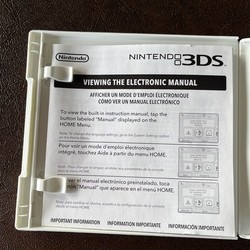 Nintendo
NINTENDO 3DS
VIEWING THE ELECTRONIC MANUAL
AFFICHER UN MODE D'EMPLOI ÉLECTRONIQUE
CÓMO VER UN MANUAL ELECTRÓNICO
To view the built-in instruction manual, tap the
button labeled "Manual" displayed on the
HOME Menu.
Pour voir un mode d'emploi électronique
intégré, touchez Aide à partir du menu HOME.
ver el manual electrónico preinstalado, toca
"Manual" que aparece en el menú HOME.
IMPORTANT INFORMATION
IMPORTANT INFORMATION
INFORMACIÓN IMPORTANTE